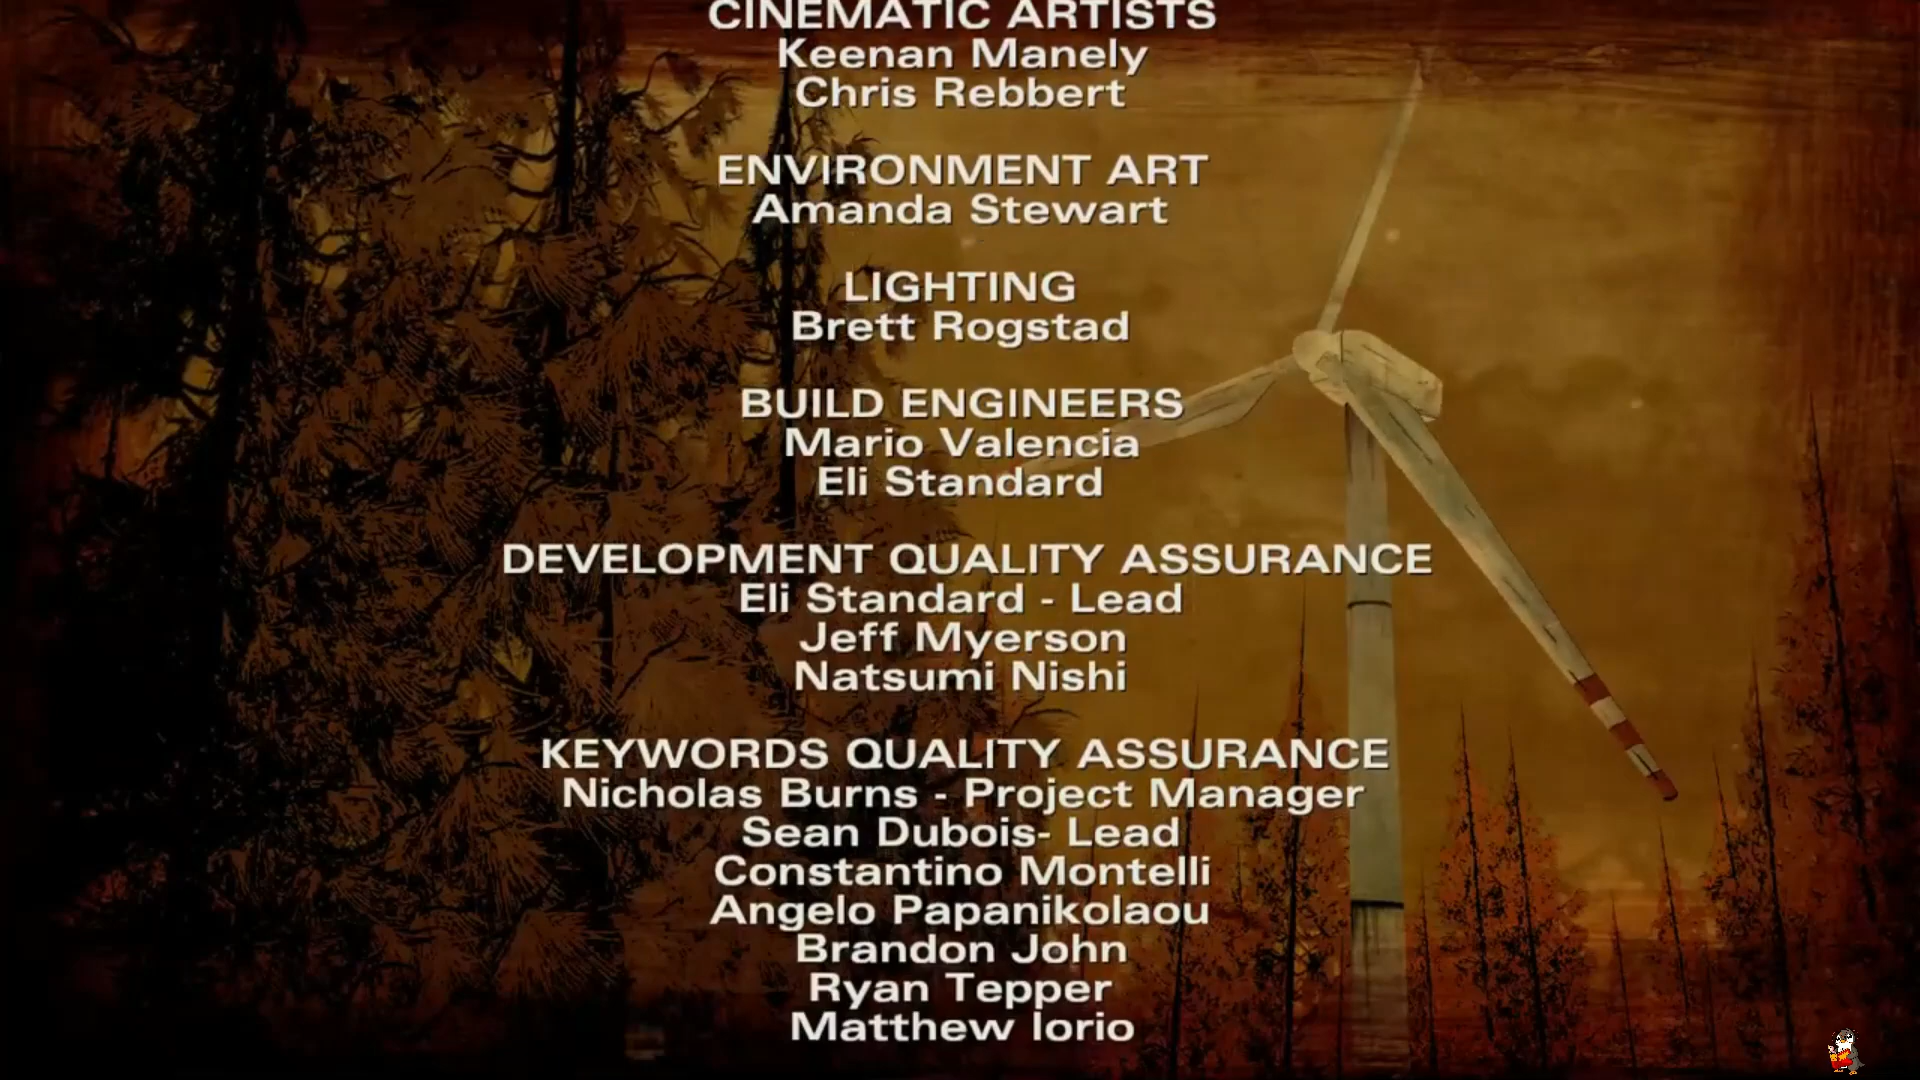 CINEMATIC ARTISTS
Keenan Manely
Chris Rebbert
ENVIRONMENT ART
Amanda Stewart
LIGHTING
Brett Rogstad
BUILD ENGINEERS
Mario Valencia
Eli Standard
DEVELOPMENT QUALITY ASSURANCE
Eli Standard - Lead
Jeff Myerson
Natsumi Nishi
KEYWORDS QUALITY ASSURANCE
Nicholas Burns - Project Manager
Sean Dubois- Lead
Constantino Montelli
Angelo Papanikolaou
Brandon John
Ryan Tepper
Matthew Iorio